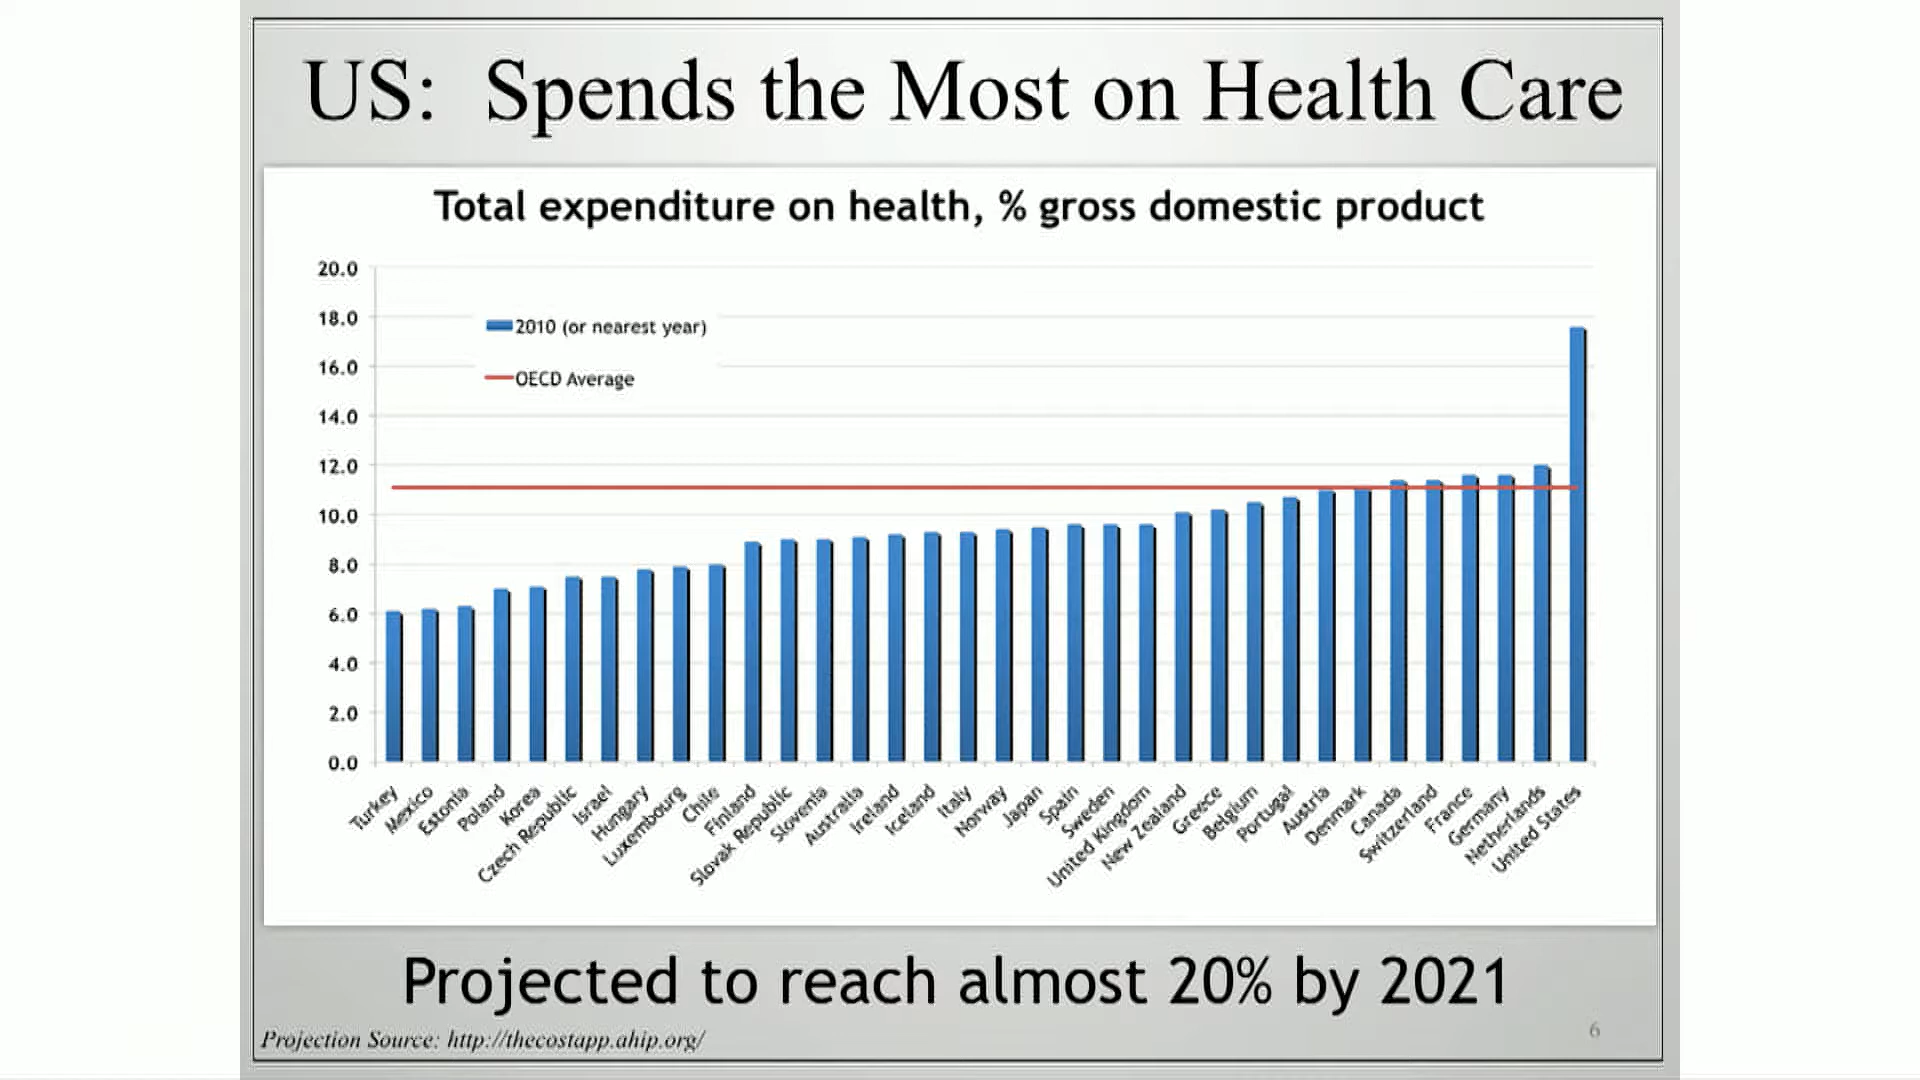 US: Spends the Most on Health Care
Total expenditure on health, % gross domestic product
20.0
18.0
16.0
14.0
12.0
10.0
8.0
6.0
4.0
2.0
0.0
2010 (or nearest year)
OECD Average
Turkey
Mexico
Estonia
Poland
Korea
Czech Republic
Israel
Hungary
Luxembourg
Chile
Finland
Slovak Republic
Slovenia
Australia
Ireland
Iceland
Italy
Norway
Japan
Spain
Sweden
United Kingdom
New Zealand
Greece
Belgium
Portugal
Austria
Denmark
Canada
Switzerland
France
Germany
Netherlands
United States
Projected to reach almost 20% by 2021
Projection Source: http://thecostapp.ahip.org/
6